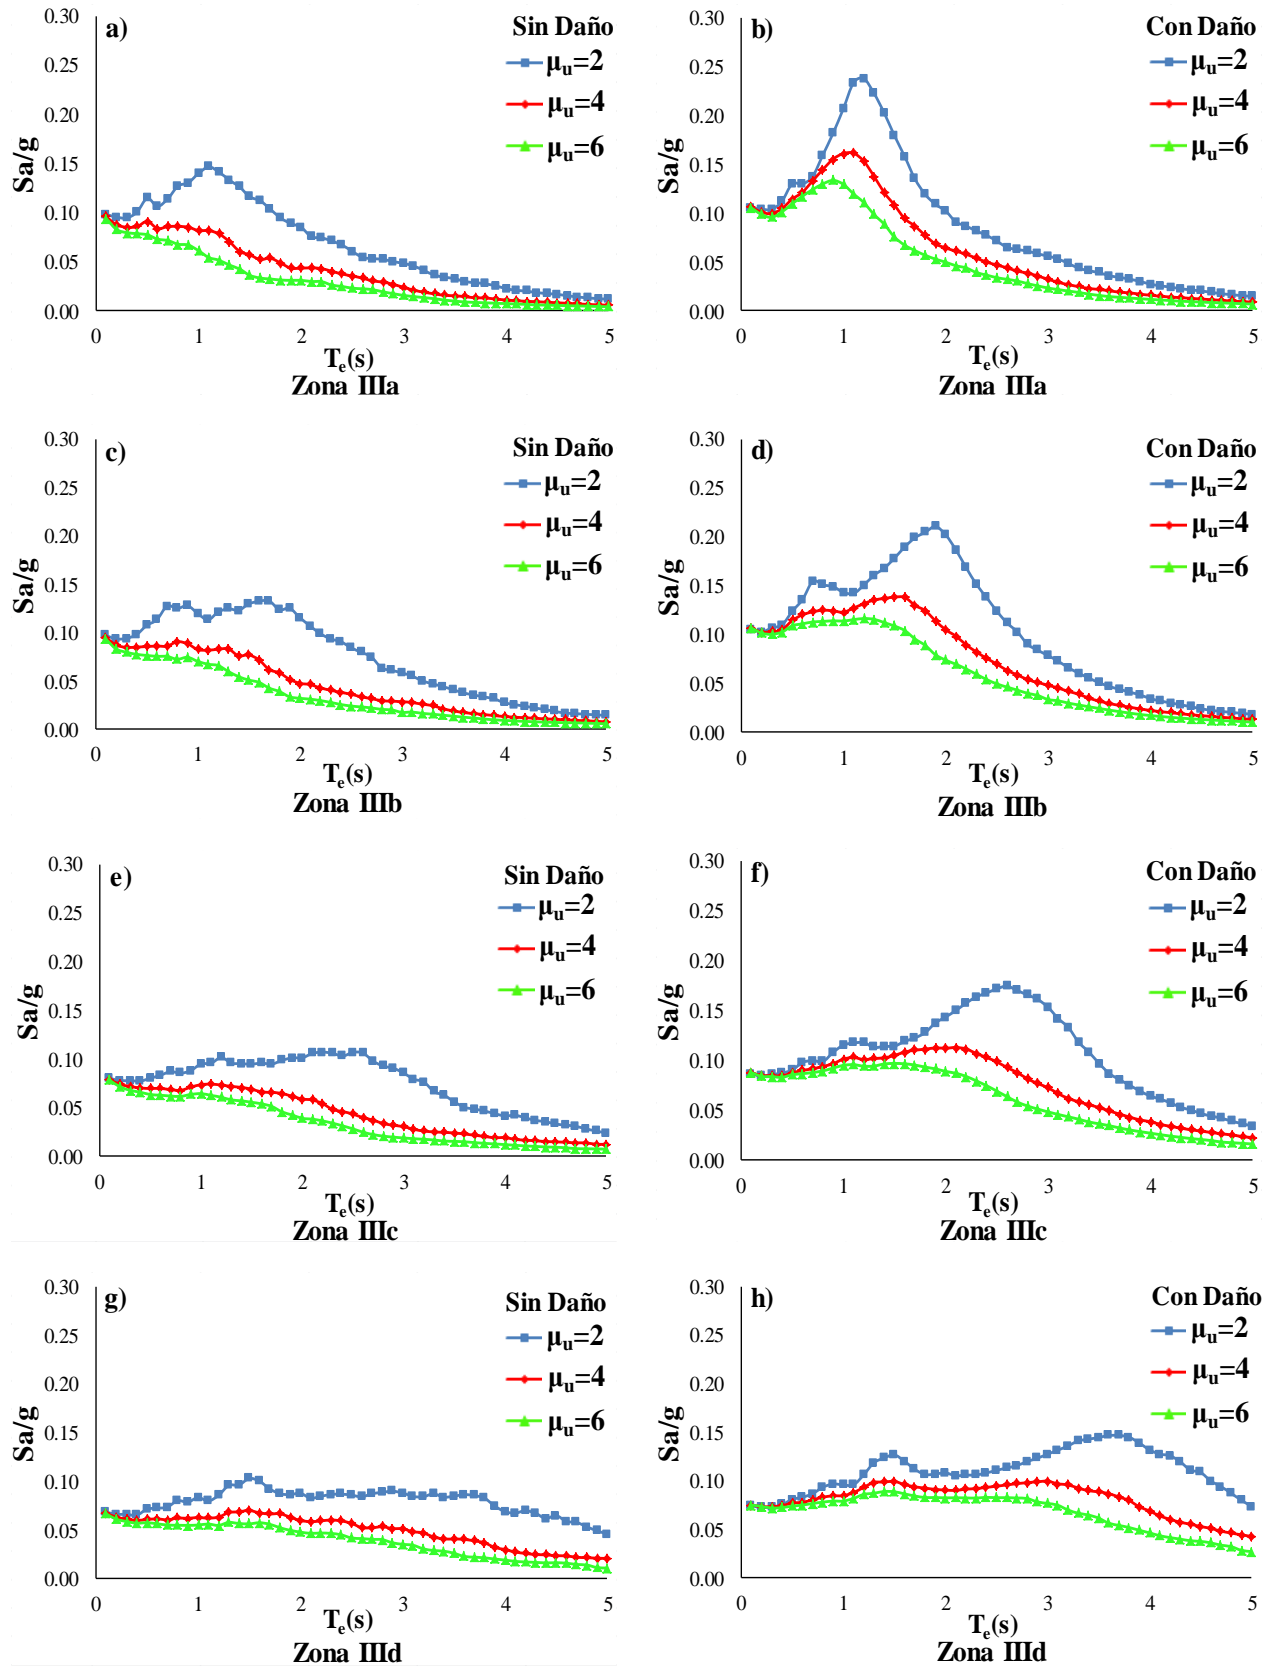 a)
Sin Daño
μu=2
μu=4
μu=6
Sa/g
0.30
0.25
0.20
0.15
0.10
0.05
0.00
0 1 2 3 4 5
Te(s)
Zona IIIa
b)
Con Daño
μu=2
μu=4
μu=6
Sa/g
0.30
0.25
0.20
0.15
0.10
0.05
0.00
0 1 2 3 4 5
Te(s)
Zona IIIa
c)
Sin Daño
μu=2
μu=4
μu=6
Sa/g
0.30
0.25
0.20
0.15
0.10
0.05
0.00
0 1 2 3 4 5
Te(s)
Zona IIIb
d)
Con Daño
μu=2
μu=4
μu=6
Sa/g
0.30
0.25
0.20
0.15
0.10
0.05
0.00
0 1 2 3 4 5
Te(s)
Zona IIIb
e)
Sin Daño
μu=2
μu=4
μu=6
Sa/g
0.30
0.25
0.20
0.15
0.10
0.05
0.00
0 1 2 3 4 5
Te(s)
Zona IIIc
f)
Con Daño
μu=2
μu=4
μu=6
Sa/g
0.30
0.25
0.20
0.15
0.10
0.05
0.00
0 1 2 3 4 5
Te(s)
Zona IIIc
g)
Sin Daño
μu=2
μu=4
μu=6
Sa/g
0.30
0.25
0.20
0.15
0.10
0.05
0.00
0 1 2 3 4 5
Te(s)
Zona IIId
h)
Con Daño
μu=2
μu=4
μu=6
Sa/g
0.30
0.25
0.20
0.15
0.10
0.05
0.00
0 1 2 3 4 5
Te(s)
Zona IIId